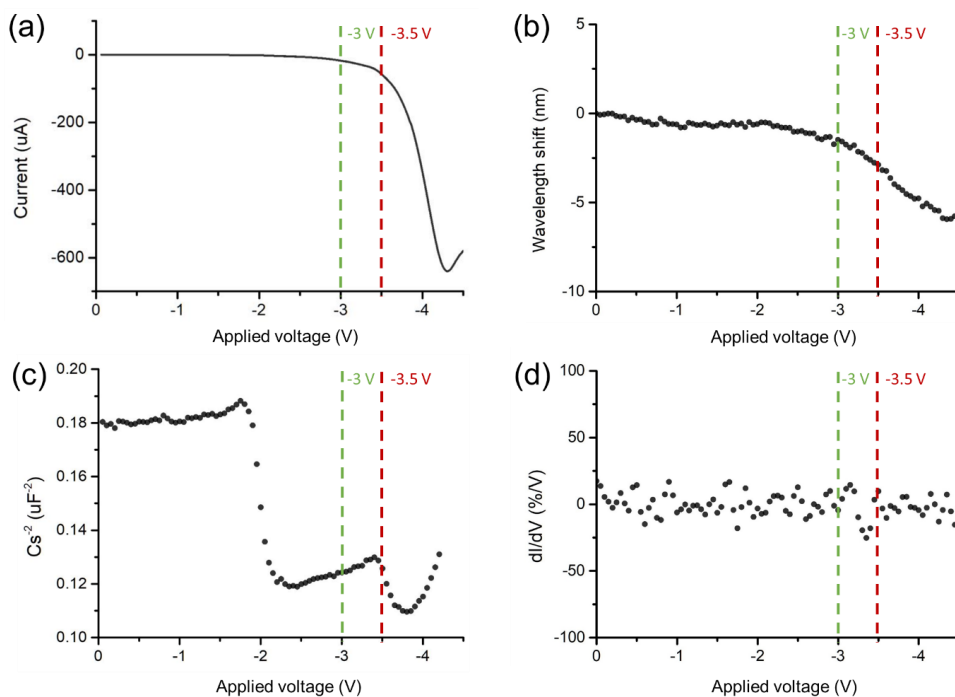 (a)
-3 V
-3.5 V
0
-200
-400
-600
Current (uA)
0
-1
-2
-3
-4
Applied voltage (V)
(b)
-3 V
-3.5 V
5
0
-5
-10
Wavelength shift (nm)
0
-1
-2
-3
-4
Applied voltage (V)
(c)
-3 V
-3.5 V
0.20
0.18
0.16
0.14
0.12
0.10
Cs⁻² (uF⁻²)
0
-1
-2
-3
-4
Applied voltage (V)
(d)
-3 V
-3.5 V
100
50
0
-50
-100
dI/dV (%/V)
0
-1
-2
-3
-4
Applied voltage (V)